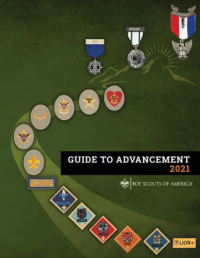 GUIDE TO ADVANCEMENT
2021
BOY SCOUTS OF AMERICA
LION